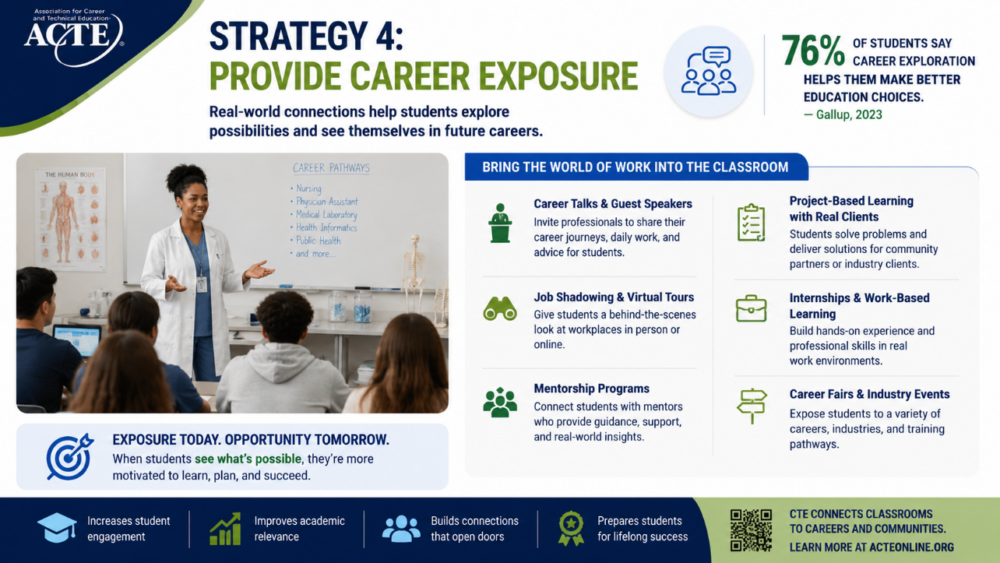 Association for Career
and Technical Education
ACTE
®
STRATEGY 4:
PROVIDE CAREER EXPOSURE
Real-world connections help students explore
possibilities and see themselves in future careers.
76% OF STUDENTS SAY
CAREER EXPLORATION
HELPS THEM MAKE BETTER
EDUCATION CHOICES.
— Gallup, 2023
THE HUMAN BODY
CAREER PATHWAYS
• Nursing
• Physician Assistant
• Medical Laboratory
• Health Informatics
• Public Health
• and more...
EXPOSURE TODAY. OPPORTUNITY TOMORROW.
When students see what's possible, they're more
motivated to learn, plan, and succeed.
BRING THE WORLD OF WORK INTO THE CLASSROOM
Career Talks & Guest Speakers
Invite professionals to share their
career journeys, daily work, and
advice for students.
Job Shadowing & Virtual Tours
Give students a behind-the-scenes
look at workplaces in person or
online.
Mentorship Programs
Connect students with mentors
who provide guidance, support,
and real-world insights.
Project-Based Learning
with Real Clients
Students solve problems and
deliver solutions for community
partners or industry clients.
Internships & Work-Based
Learning
Build hands-on experience and
professional skills in real
work environments.
Career Fairs & Industry Events
Expose students to a variety of
careers, industries, and training
pathways.
Increases student
engagement
Improves academic
relevance
Builds connections
that open doors
Prepares students
for lifelong success
CTE CONNECTS CLASSROOMS
TO CAREERS AND COMMUNITIES.
LEARN MORE AT ACTEONLINE.ORG